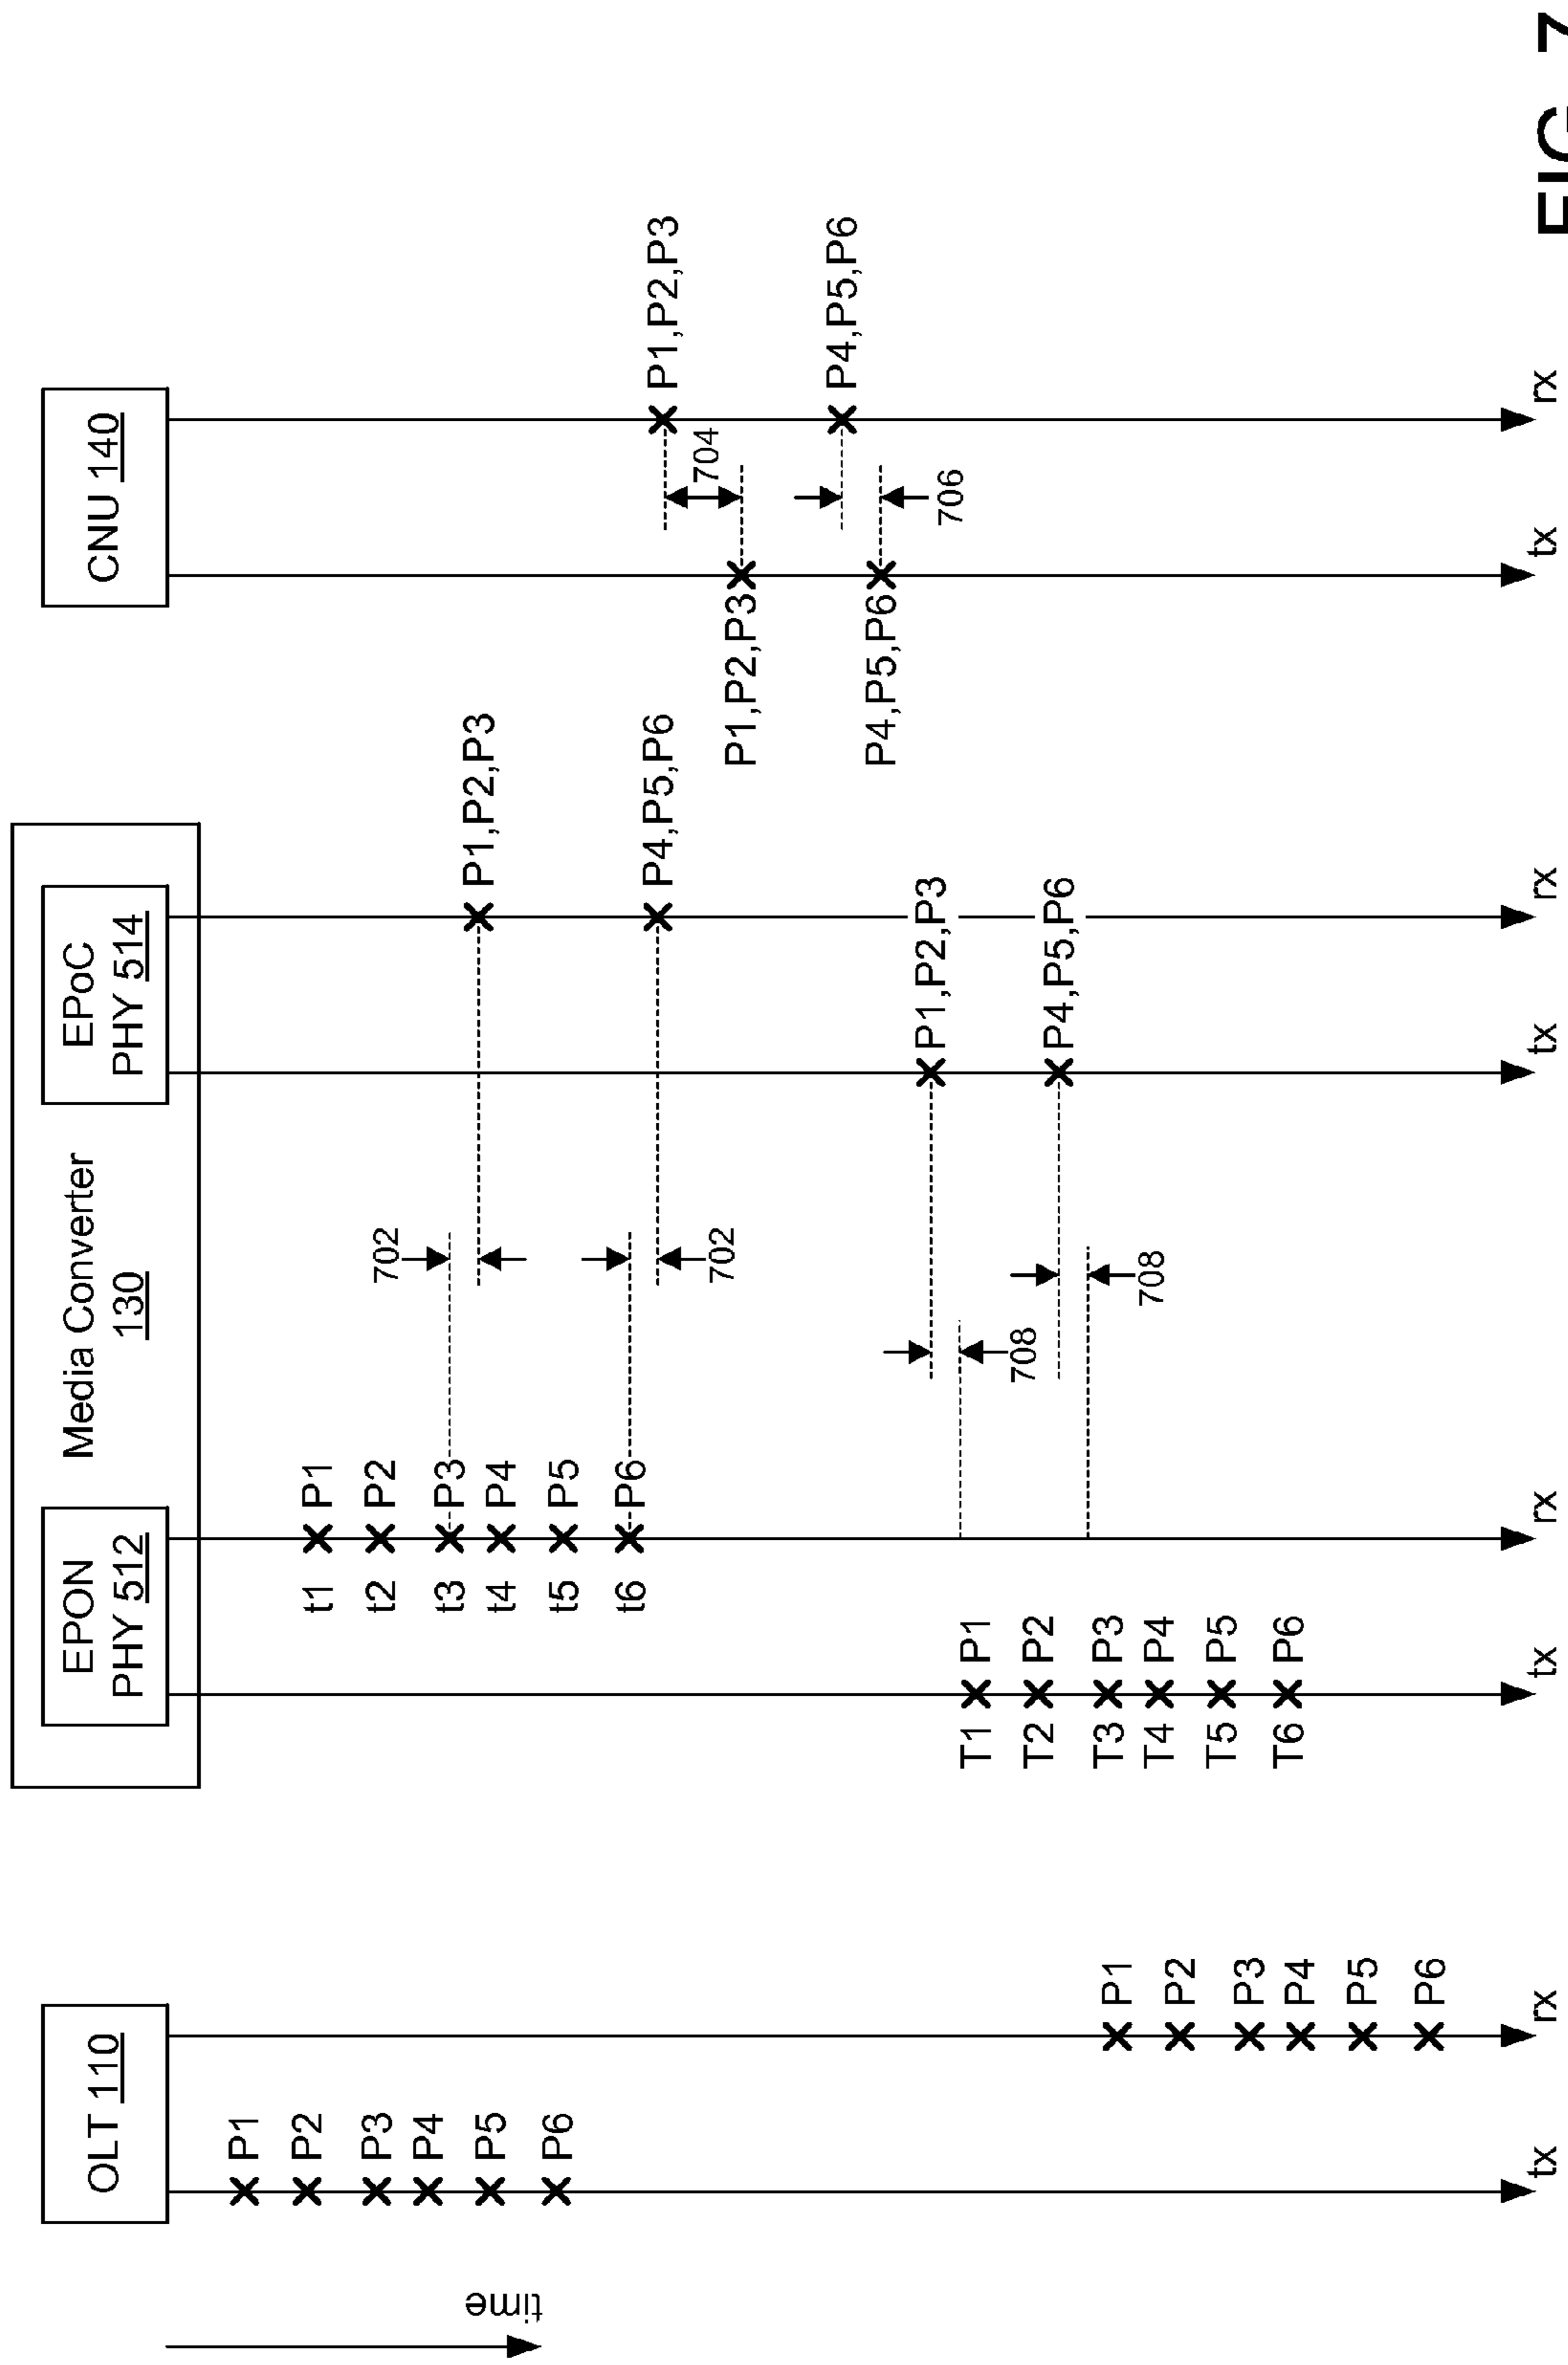 OLT 110
EPON
PHY 512
Media Converter
130
EPoC
PHY 514
CNU 140
time
P1
P2
P3
P4
P5
P6
P1
P2
P3
P4
P5
P6
tx
rx
T1 P1
T2 P2
T3 P3
T4 P4
T5 P5
T6 P6
t1 P1
t2 P2
t3 P3
t4 P4
t5 P5
t6 P6
tx
rx
702
702
708
708
P1,P2,P3
P4,P5,P6
P1,P2,P3
P4,P5,P6
tx
rx
P1,P2,P3
P4,P5,P6
704
706
P1,P2,P3
P4,P5,P6
tx
rx
FIG. 7